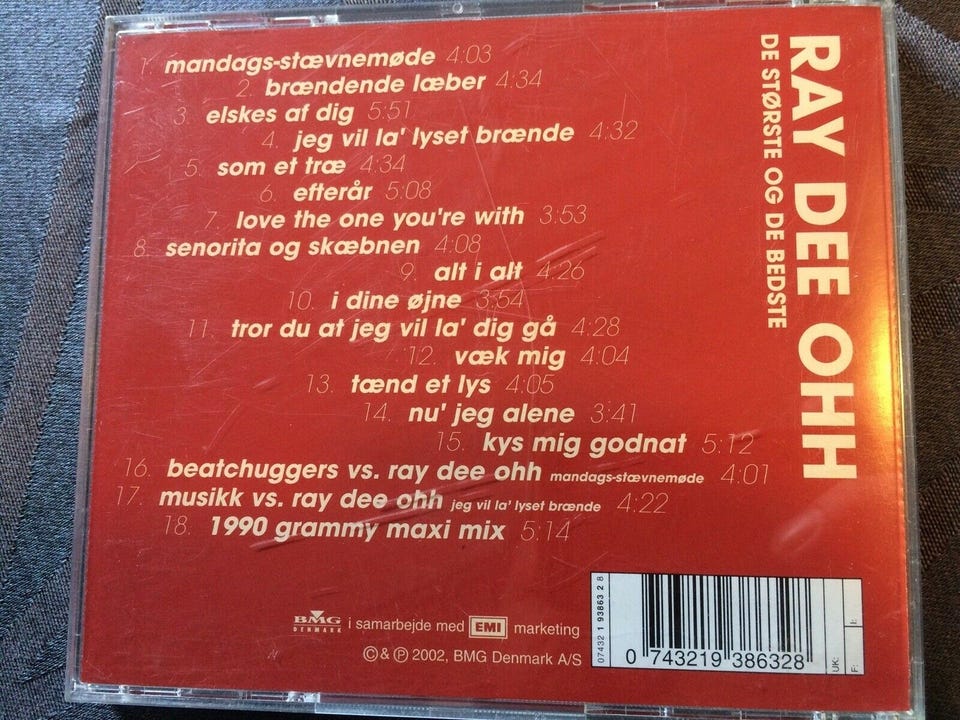 1. mandags-stævnemøde 4:03
2. brændende læber 4:34
3. elskes af dig 5:51
4. jeg vil la' lyset brænde 4:32
5. som et træ 4:34
6. efterår 5:08
7. love the one you're with 3:53
8. senorita og skæbnen 4:08
9. alt i alt 4:26
10. i dine øjne 3:54
11. tror du at jeg vil la' dig gå 4:28
12. væk mig 4:04
13. tænd et lys 4:05
14. nu' jeg alene 3:41
15. kys mig godnat 5:12
16. beatchuggers vs. ray dee ohh mandags-stævnemøde 4:01
17. musikk vs. ray dee ohh jeg vil la' lyset brænde 4:22
18. 1990 grammy maxi mix 5:14
RAY DEE OHH
DE STØRSTE OG DE BEDSTE
BMG DENMARK i samarbejde med EMI marketing
© & ℗ 2002, BMG Denmark A/S
07432 1 93863 2 8
0 743219 386328
UK:
F:
I: